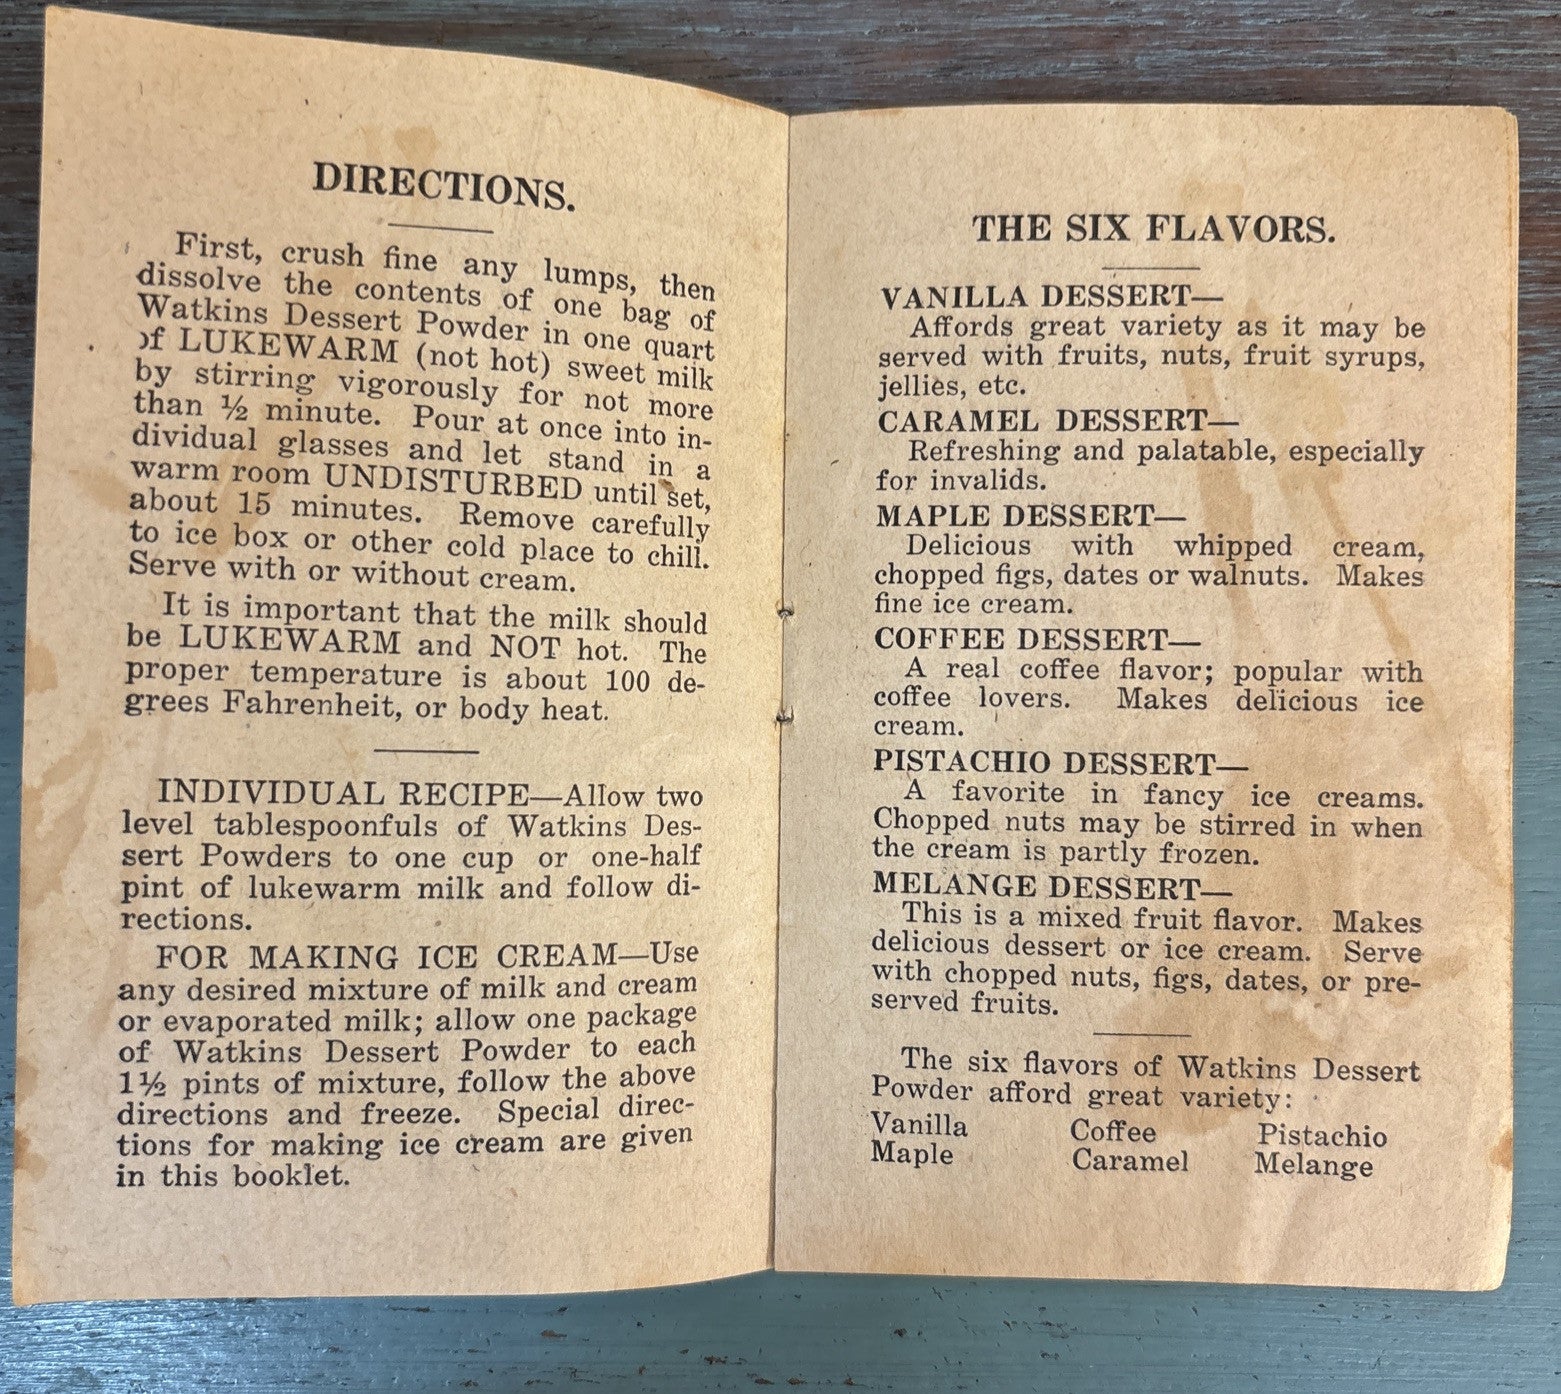 DIRECTIONS.
First, crush fine any lumps, then
dissolve the contents of one bag of
Watkins Dessert Powder in one quart
of LUKEWARM (not hot) sweet milk
by stirring vigorously for not more
than ½ minute. Pour at once into in-
dividual glasses and let stand in a
warm room UNDISTURBED until set,
about 15 minutes. Remove carefully
to ice box or other cold place to chill.
Serve with or without cream.
It is important that the milk should
be LUKEWARM and NOT hot. The
proper temperature is about 100 de-
grees Fahrenheit, or body heat.
INDIVIDUAL RECIPE—Allow two
level tablespoonfuls of Watkins Des-
sert Powders to one cup or one-half
pint of lukewarm milk and follow di-
rections.
FOR MAKING ICE CREAM—Use
any desired mixture of milk and cream
or evaporated milk; allow one package
of Watkins Dessert Powder to each
1½ pints of mixture, follow the above
directions and freeze. Special direc-
tions for making ice cream are given
in this booklet.
THE SIX FLAVORS.
VANILLA DESSERT—
Affords great variety as it may be
served with fruits, nuts, fruit syrups,
jellies, etc.
CARAMEL DESSERT—
Refreshing and palatable, especially
for invalids.
MAPLE DESSERT—
Delicious with whipped cream,
chopped figs, dates or walnuts. Makes
fine ice cream.
COFFEE DESSERT—
A real coffee flavor; popular with
coffee lovers. Makes delicious ice
cream.
PISTACHIO DESSERT—
A favorite in fancy ice creams.
Chopped nuts may be stirred in when
the cream is partly frozen.
MELANGE DESSERT—
This is a mixed fruit flavor. Makes
delicious dessert or ice cream. Serve
with chopped nuts, figs, dates, or pre-
served fruits.
The six flavors of Watkins Dessert
Powder afford great variety:
Vanilla Coffee Pistachio
Maple Caramel Melange